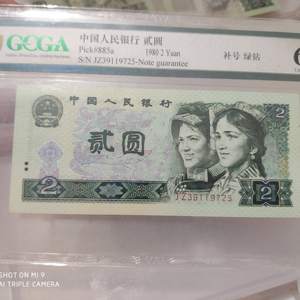 GCGA
中国人民银行 贰圆
Pick#885a 1980 2 Yuan
S/N JZ39119725-Note guarantee
补号 绿钻
6
中国人民银行
贰圆
2
2
2
JZ39119725
SHOT ON MI 9
AI TRIPLE CAMERA